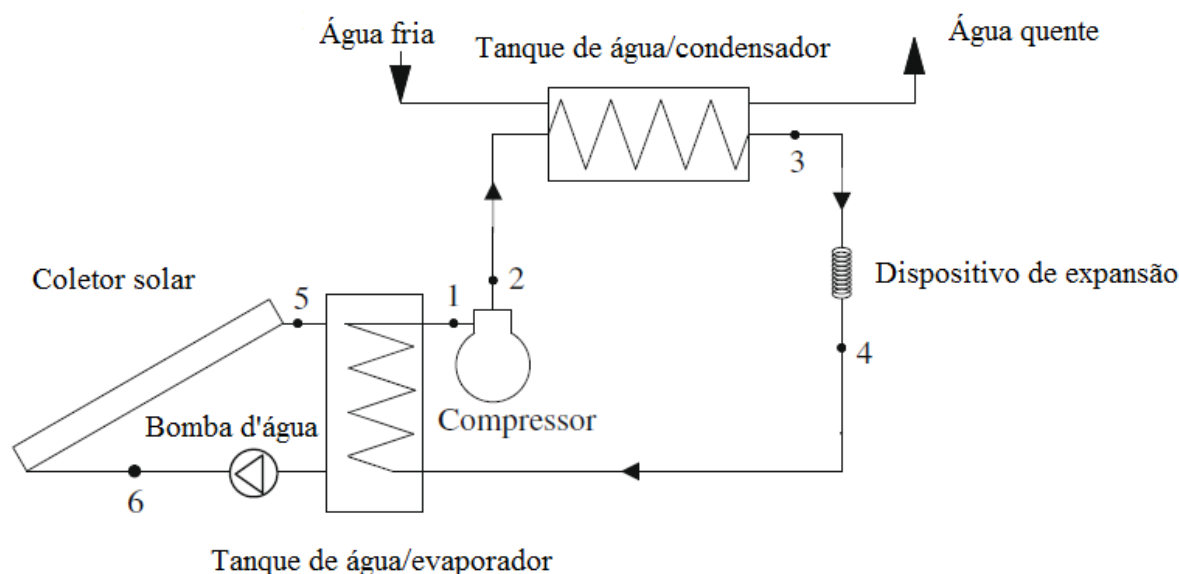 Água fria
Tanque de água/condensador
Água quente
3
Coletor solar
5
1
2
Dispositivo de expansão
4
Bomba d'água
Compressor
6
Tanque de água/evaporador